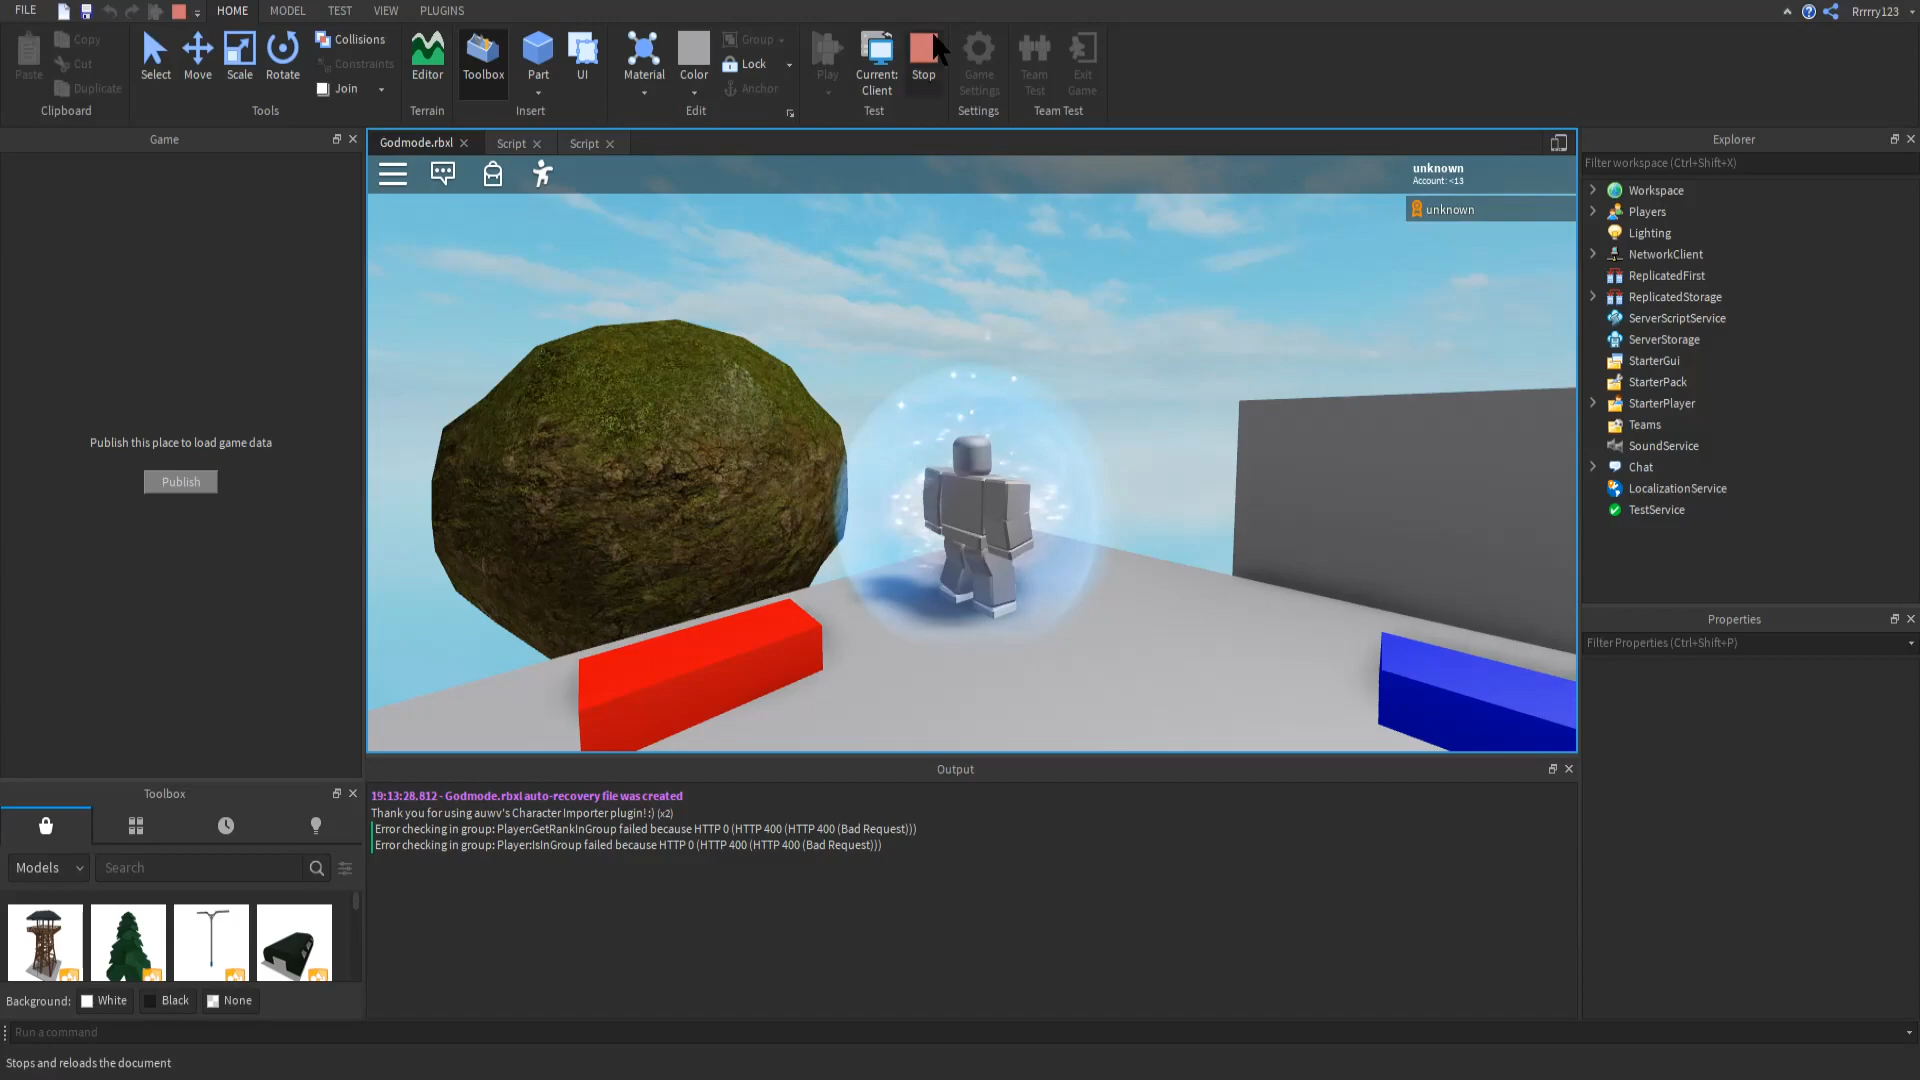 FILE HOME MODEL TEST VIEW PLUGINS Rrrrry123
Paste Copy Cut Duplicate
Clipboard
Select Move Scale Rotate Collisions Constraints Join
Tools
Editor
Terrain
Toolbox Part UI
Insert
Material Color Group Lock Anchor
Edit
Play Current: Client Stop
Test
Game Settings
Settings
Team Test Exit Game
Team Test
Game
Publish this place to load game data
Publish
Godmode.rbxl Script Script
unknown
Account: <13
unknown
Explorer
Filter workspace (Ctrl+Shift+X)
Workspace
Players
Lighting
NetworkClient
ReplicatedFirst
ReplicatedStorage
ServerScriptService
ServerStorage
StarterGui
StarterPack
StarterPlayer
Teams
SoundService
Chat
LocalizationService
TestService
Properties
Filter Properties (Ctrl+Shift+P)
Toolbox
Models Search
Background: White Black None
Output
19:13:28.812 - Godmode.rbxl auto-recovery file was created
Thank you for using auwv's Character Importer plugin! :) (x2)
Error checking in group: Player:GetRankInGroup failed because HTTP 0 (HTTP 400 (HTTP 400 (Bad Request)))
Error checking in group: Player:IsInGroup failed because HTTP 0 (HTTP 400 (HTTP 400 (Bad Request)))
Run a command
Stops and reloads the document